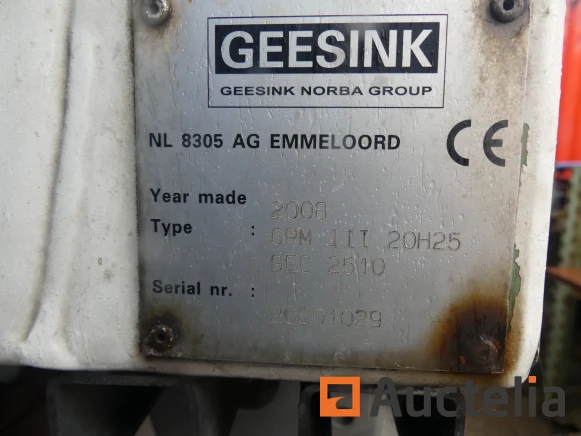 GEESINK
GEESINK NORBA GROUP
NL 8305 AG EMMELOORD
CE
Year made 2008
Type : GPM III 20H25
GEC 2510
Serial nr. :
Auctelia